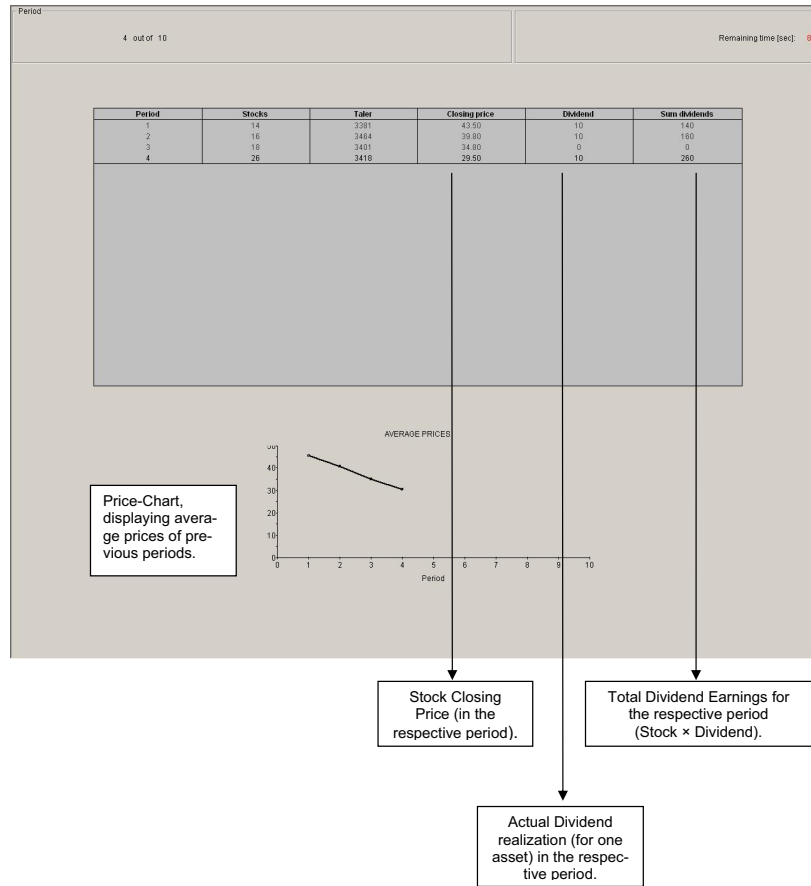 Period
4 out of 10
Remaining time [sec]: 8
Period Stocks Taler Closing price Dividend Sum dividends
1 14 3381 43.50 10 140
2 16 3464 39.80 10 160
3 18 3401 34.80 0 0
4 26 3418 29.50 10 260
AVERAGE PRICES
50
40
30
20
10
0
0 1 2 3 4 5 6 7 8 9 10
Period
Price-Chart,
displaying avera-
ge prices of pre-
vious periods.
Stock Closing
Price (in the
respective period).
Total Dividend Earnings for
the respective period
(Stock × Dividend).
Actual Dividend
realization (for one
asset) in the respec-
tive period.